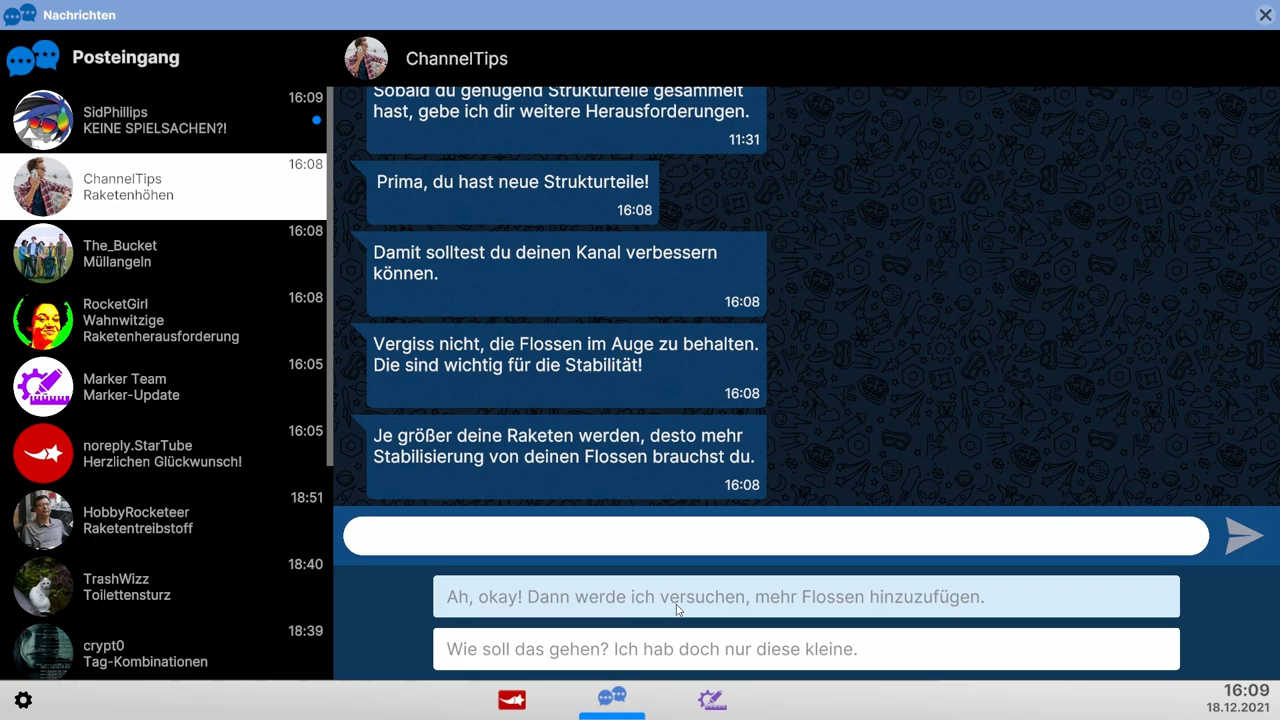 Nachrichten
Posteingang
SidPhillips
KEINE SPIELSACHEN?!
16:09
ChannelTips
Raketenhöhen
16:08
The_Bucket
Müllangeln
16:08
RocketGirl
Wahnwitzige
Raketenherausforderung
16:08
Marker Team
Marker-Update
16:05
noreply.StarTube
Herzlichen Glückwunsch!
16:05
HobbyRocketeer
Raketentreibstoff
18:51
TrashWizz
Toilettensturz
18:40
crypt0
Tag-Kombinationen
18:39
ChannelTips
Sobald du genügend Strukturteile gesammelt
hast, gebe ich dir weitere Herausforderungen.
11:31
Prima, du hast neue Strukturteile!
16:08
Damit solltest du deinen Kanal verbessern
können.
16:08
Vergiss nicht, die Flossen im Auge zu behalten.
Die sind wichtig für die Stabilität!
16:08
Je größer deine Raketen werden, desto mehr
Stabilisierung von deinen Flossen brauchst du.
16:08
Ah, okay! Dann werde ich versuchen, mehr Flossen hinzuzufügen.
Wie soll das gehen? Ich hab doch nur diese kleine.
16:09
18.12.2021